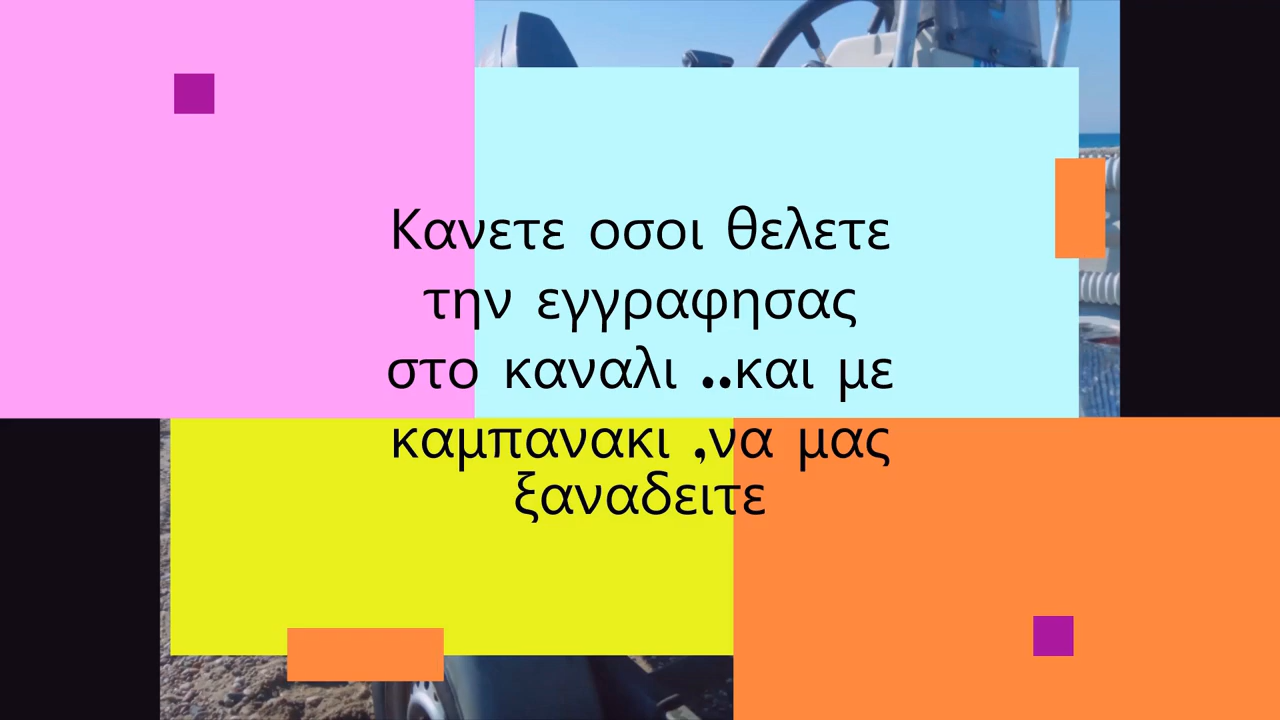 Κανετε οσοι θελετε
την εγγραφησας
στο καναλι ..και με
καμπανακι ,να μας
ξαναδειτε